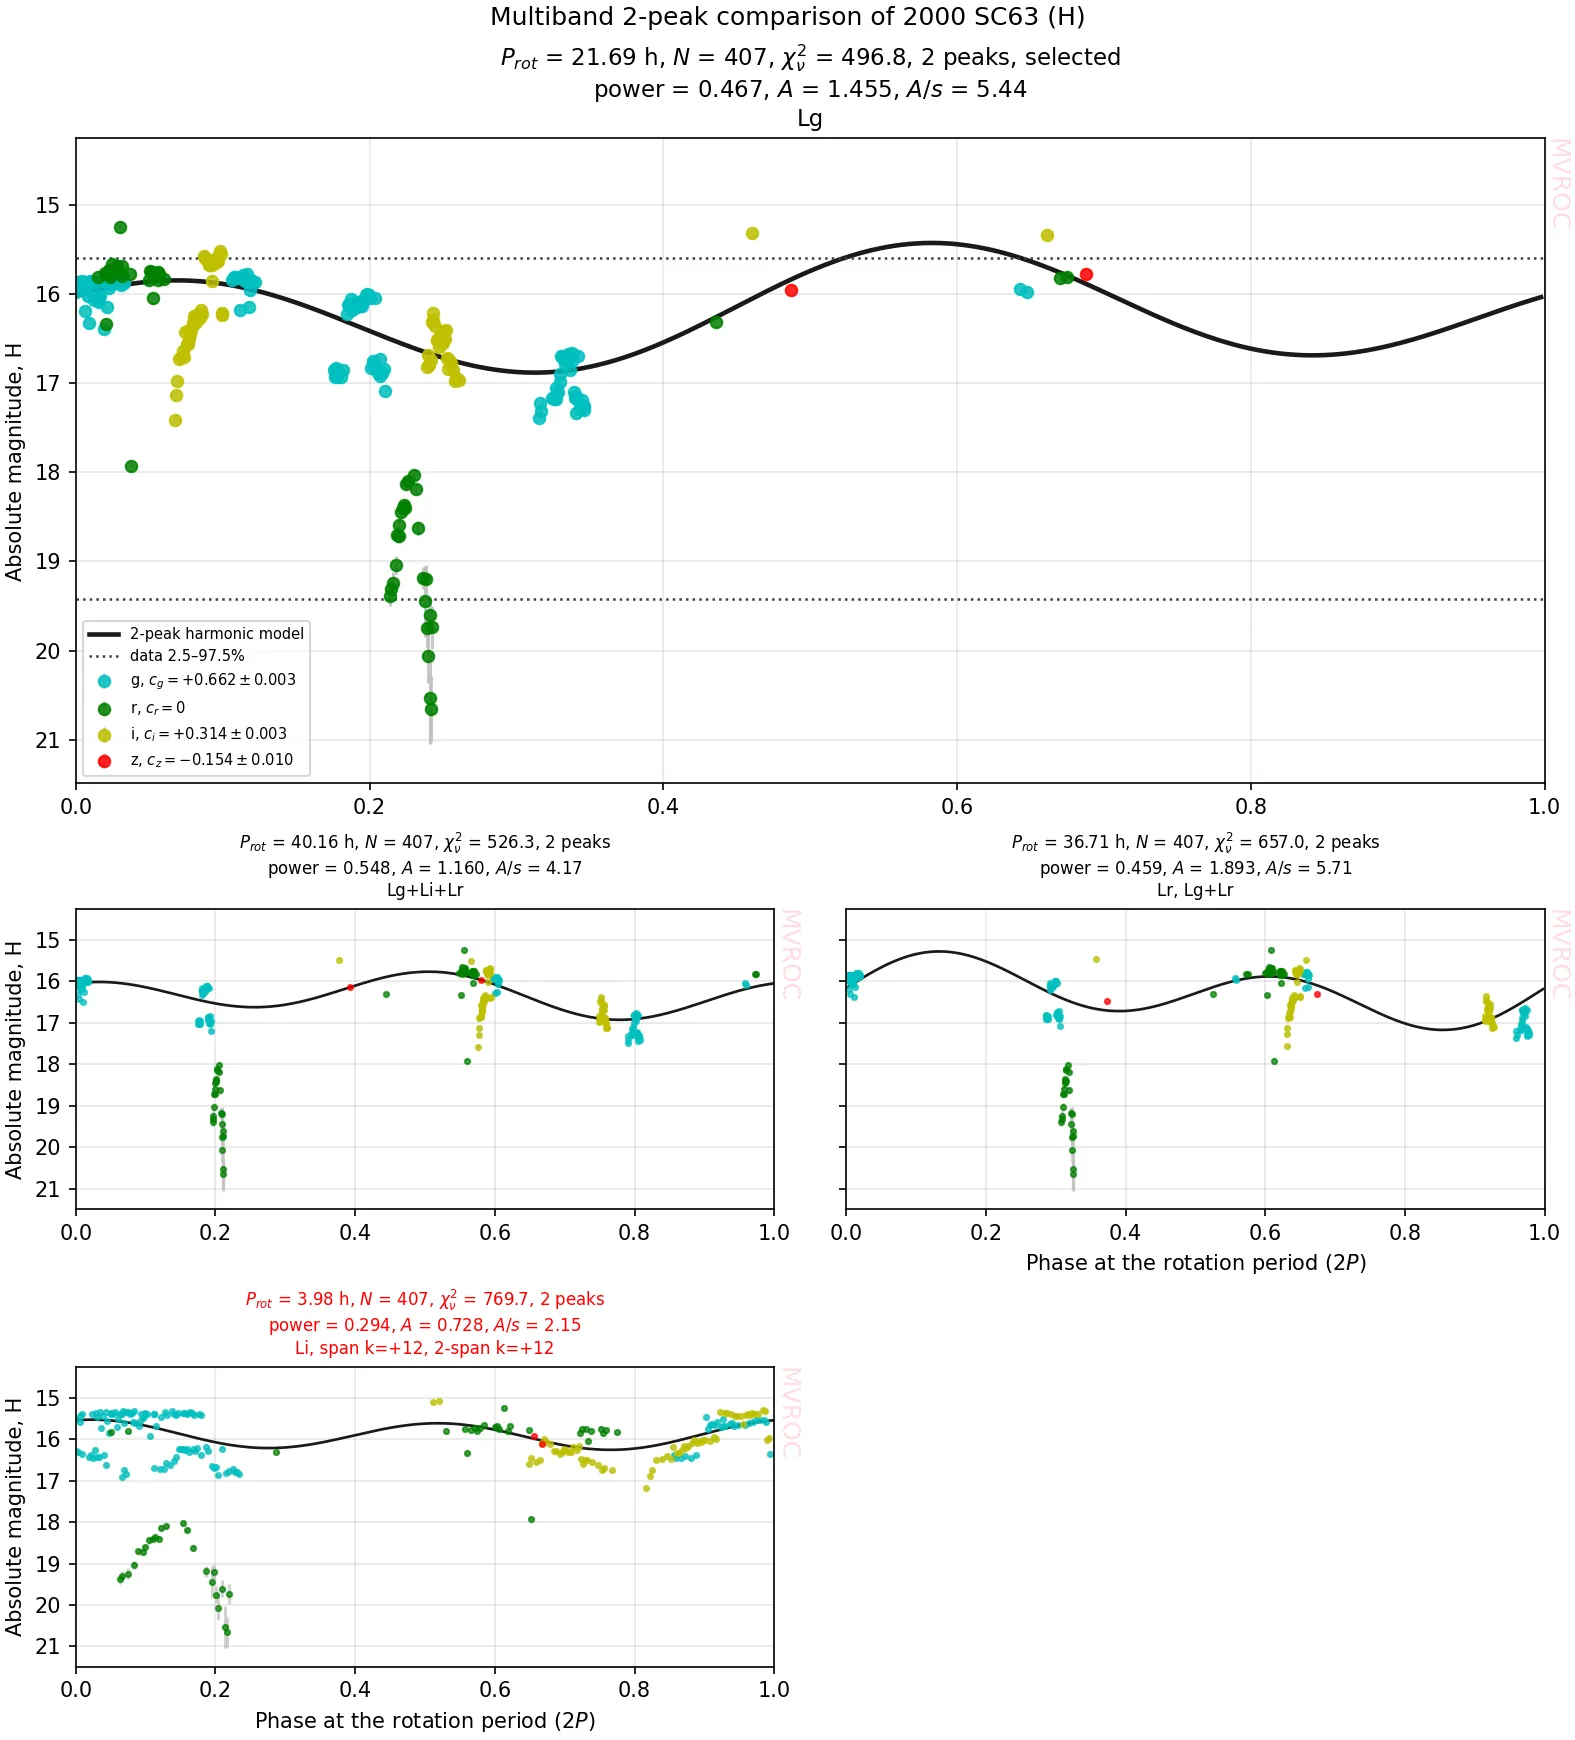 Multiband 2-peak comparison of 2000 SC63 (H)
P_rot = 21.69 h, N = 407, χ²_ν = 496.8, 2 peaks, selected
power = 0.467, A = 1.455, A/s = 5.44
Lg
MVROC
Absolute magnitude, H
15
16
17
18
19
20
21
2-peak harmonic model
data 2.5–97.5%
g, c_g = +0.662 ± 0.003
r, c_r = 0
i, c_i = +0.314 ± 0.003
z, c_z = −0.154 ± 0.010
0.0 0.2 0.4 0.6 0.8 1.0
P_rot = 40.16 h, N = 407, χ²_ν = 526.3, 2 peaks
power = 0.548, A = 1.160, A/s = 4.17
Lg+Li+Lr
MVROC
Absolute magnitude, H
15
16
17
18
19
20
21
0.0 0.2 0.4 0.6 0.8 1.0
P_rot = 36.71 h, N = 407, χ²_ν = 657.0, 2 peaks
power = 0.459, A = 1.893, A/s = 5.71
Lr, Lg+Lr
MVROC
0.0 0.2 0.4 0.6 0.8 1.0
Phase at the rotation period (2P)
P_rot = 3.98 h, N = 407, χ²_ν = 769.7, 2 peaks
power = 0.294, A = 0.728, A/s = 2.15
Li, span k=+12, 2-span k=+12
MVROC
Absolute magnitude, H
15
16
17
18
19
20
21
0.0 0.2 0.4 0.6 0.8 1.0
Phase at the rotation period (2P)